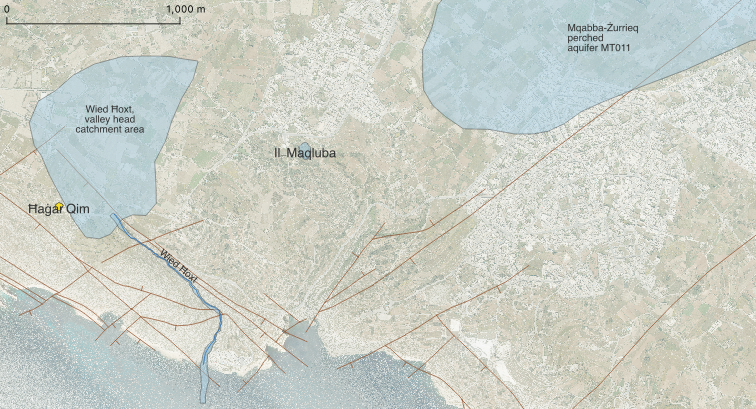 0 1,000 m
Mqabba-Żurrieq
perched
aquifer MT011
Wied Ħoxt,
valley head
catchment area
Il Maqluba
Ħaġar Qim
Wied Ħoxt